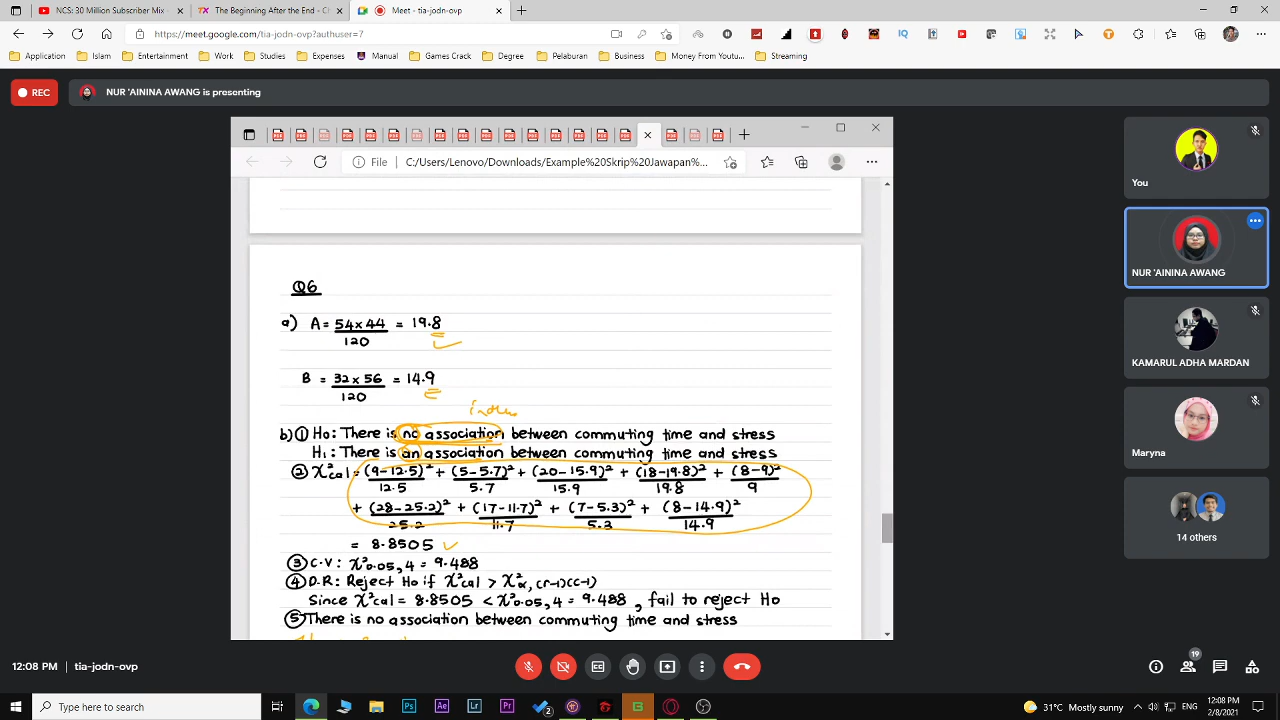 NCS: 30 Million Subscriber Mix -
The Beginning After the End - Cl
Meet - tia-jodn-ovp
https://meet.google.com/tia-jodn-ovp?authuser=7
Application Islam Entertainment Work Studies Expenses Manual Games Crack Degree Pelaburan Business Money From Youtu... Streaming
REC
NUR 'AININA AWANG is presenting
File C:/Users/Lenovo/Downloads/Example%20Skrip%20Jawapan%...
Q6
a) A = 54 x 44 / 120 = 19.8
B = 32 x 56 / 120 = 14.9
b) ① H0: There is no association between commuting time and stress
H1: There is an association between commuting time and stress
② χ²cal = (9-12.5)²/12.5 + (5-5.7)²/5.7 + (20-15.9)²/15.9 + (18-19.8)²/19.8 + (8-9)²/9
+ (28-25.2)²/25.2 + (17-11.7)²/11.7 + (7-5.3)²/5.3 + (8-14.9)²/14.9
= 8.8505
③ C.V: χ²0.05,4 = 9.488
④ D.R: Reject H0 if χ²cal > χ²α,(r-1)(c-1)
Since χ²cal = 8.8505 < χ²0.05,4 = 9.488, fail to reject H0
⑤ There is no association between commuting time and stress
You
NUR 'AININA AWANG
KAMARUL ADHA MARDAN
Maryna
14 others
12:08 PM | tia-jodn-ovp
19
Type here to search
31°C Mostly sunny
12:08 PM
2/8/2021